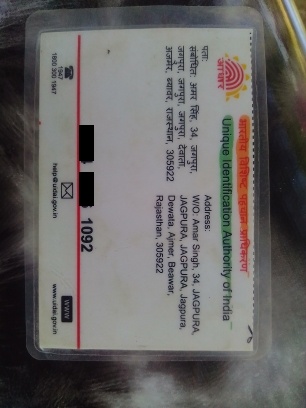 भारतीय विशिष्ट पहचान प्राधिकरण
Unique Identification Authority of India
आधार
पता:
संबोधित: अमर सिंह, 34, जगपुरा,
जगपुरा, जगपुरा, जगपुरा, देवाता,
अजमेर, ब्यावर, राजस्थान, 305922
Address:
W/O: Amar Singh, 34, JAGPURA,
JAGPURA, JAGPURA, Jagpura,
Dewata, Ajmer, Beawar,
Rajasthan, 305922
1092
1947
1800 300 1947
help@uidai.gov.in
www
www.uidai.gov.in